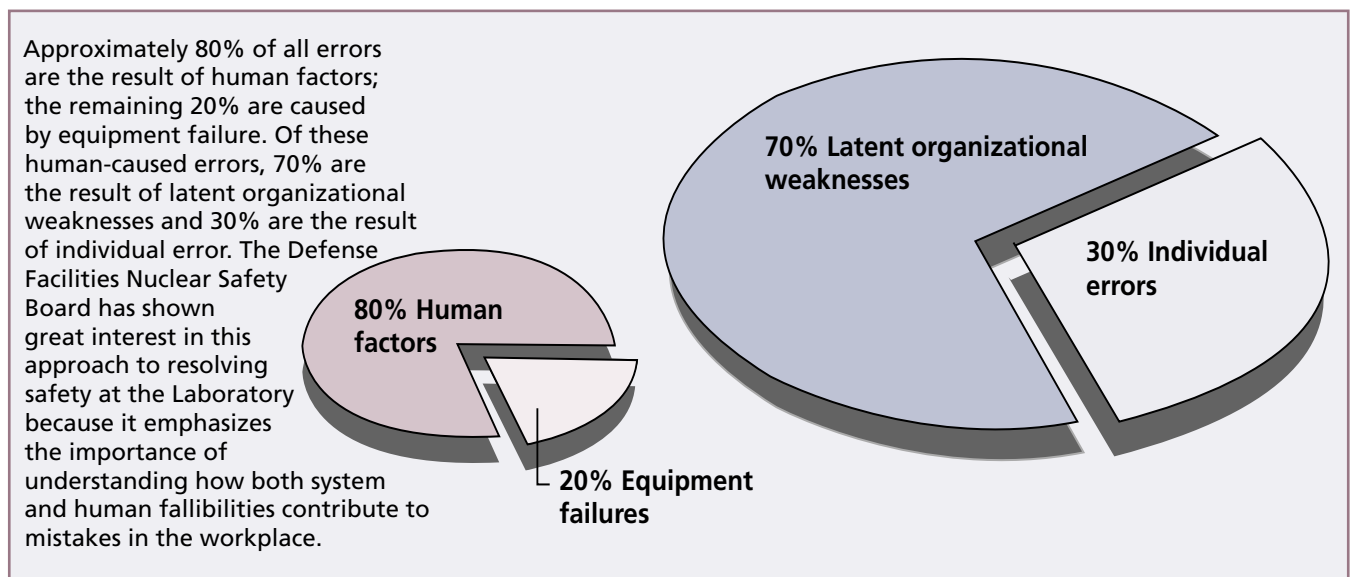 Approximately 80% of all errors
are the result of human factors;
the remaining 20% are caused
by equipment failure. Of these
human-caused errors, 70% are
the result of latent organizational
weaknesses and 30% are the result
of individual error. The Defense
Facilities Nuclear Safety
Board has shown
great interest in this
approach to resolving
safety at the Laboratory
because it emphasizes
the importance of
understanding how both system
and human fallibilities contribute to
mistakes in the workplace.
80% Human
factors
20% Equipment
failures
70% Latent organizational
weaknesses
30% Individual
errors